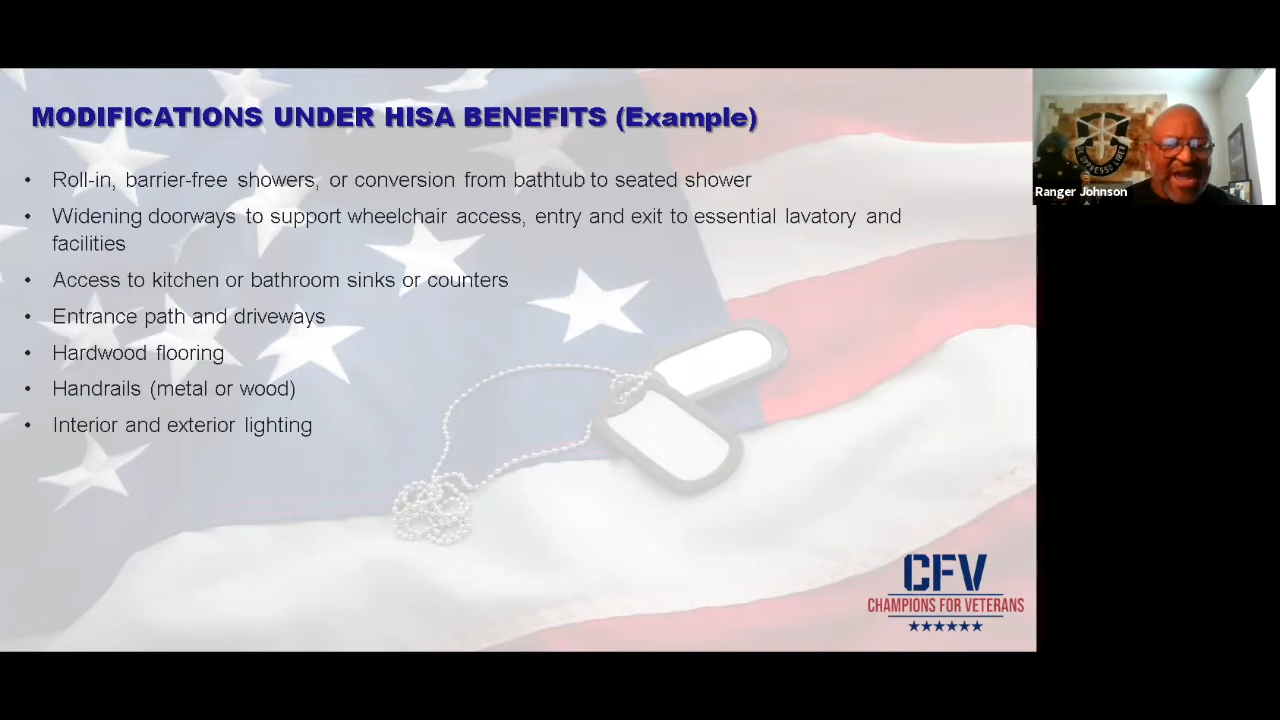 MODIFICATIONS UNDER HISA BENEFITS (Example)
• Roll-in, barrier-free showers, or conversion from bathtub to seated shower
• Widening doorways to support wheelchair access, entry and exit to essential lavatory and
facilities
• Access to kitchen or bathroom sinks or counters
• Entrance path and driveways
• Hardwood flooring
• Handrails (metal or wood)
• Interior and exterior lighting
CFV
CHAMPIONS FOR VETERANS
DE OPPRESSO LIBER
Ranger Johnson